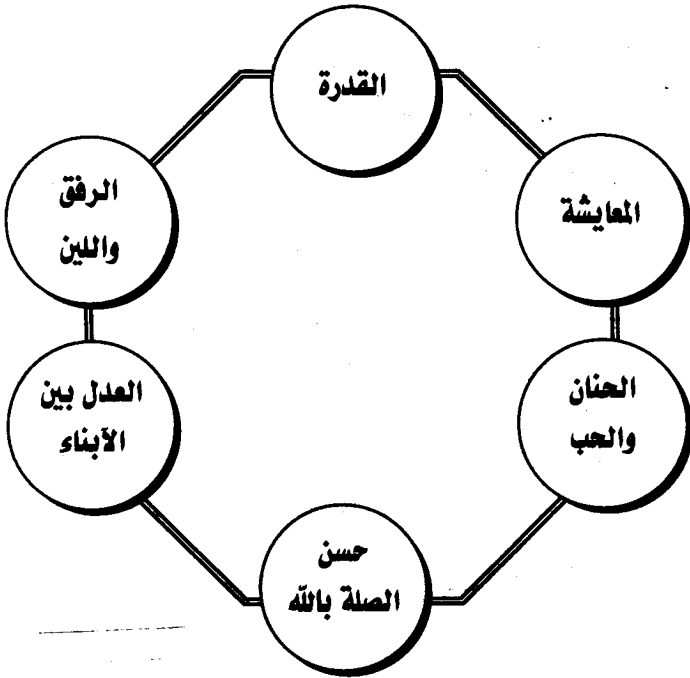 القدرة
المعايشة
الحنان
والحب
حسن
الصلة بالله
العدل بين
الأبناء
الرفق
واللين